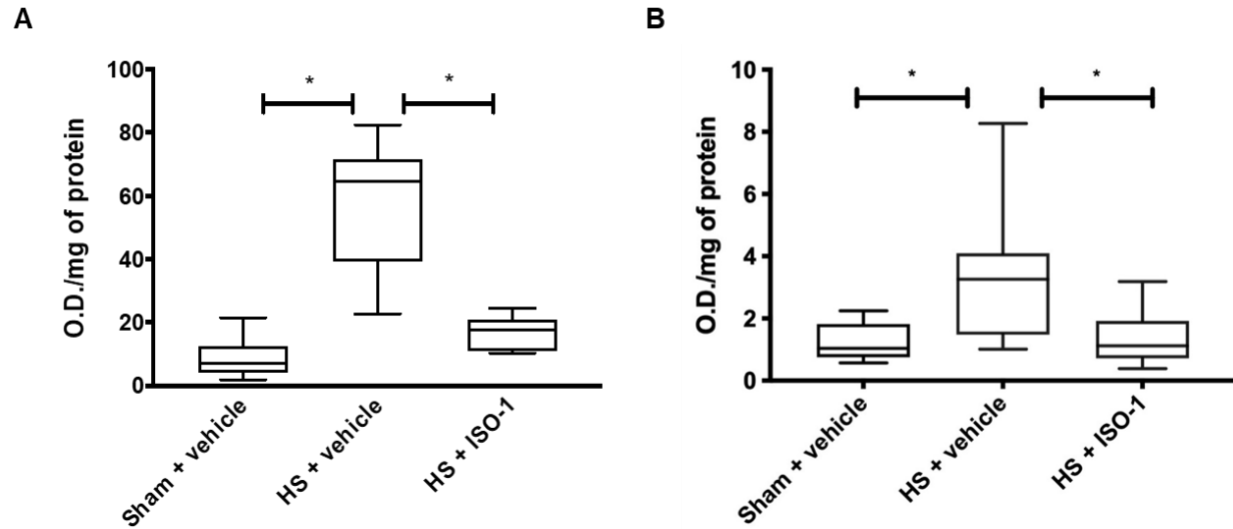 A
O.D./mg of protein
100
80
60
40
20
0
*
*
Sham + vehicle
HS + vehicle
HS + ISO-1
B
O.D./mg of protein
10
8
6
4
2
0
*
*
Sham + vehicle
HS + vehicle
HS + ISO-1